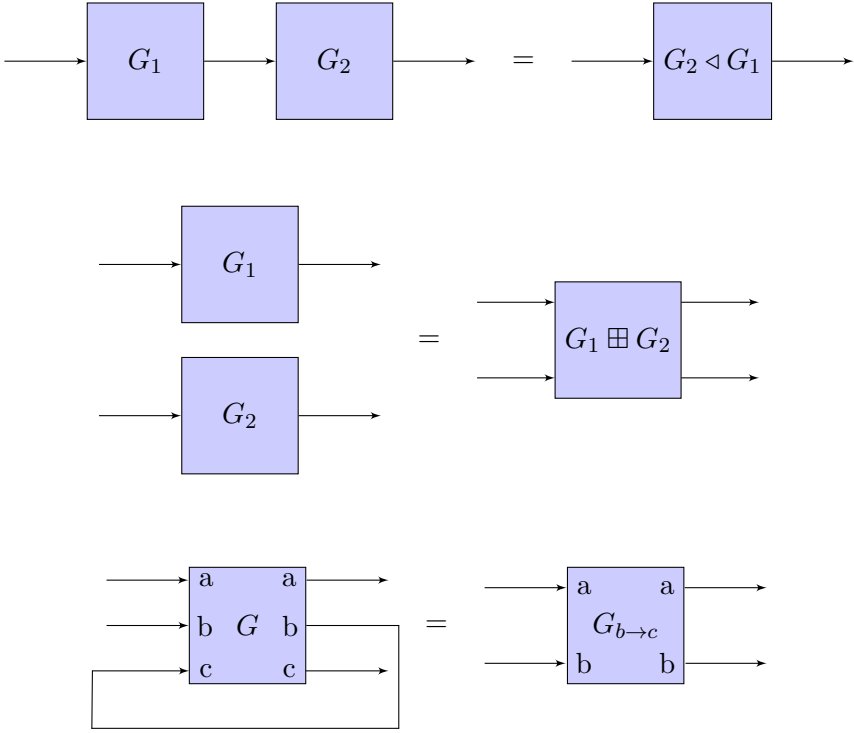 G₁ G₂ = G₂ ◁ G₁
G₁
= G₁ ⊞ G₂
G₂
a a
b G b = 
c c
a a
G_{b→c}
b b